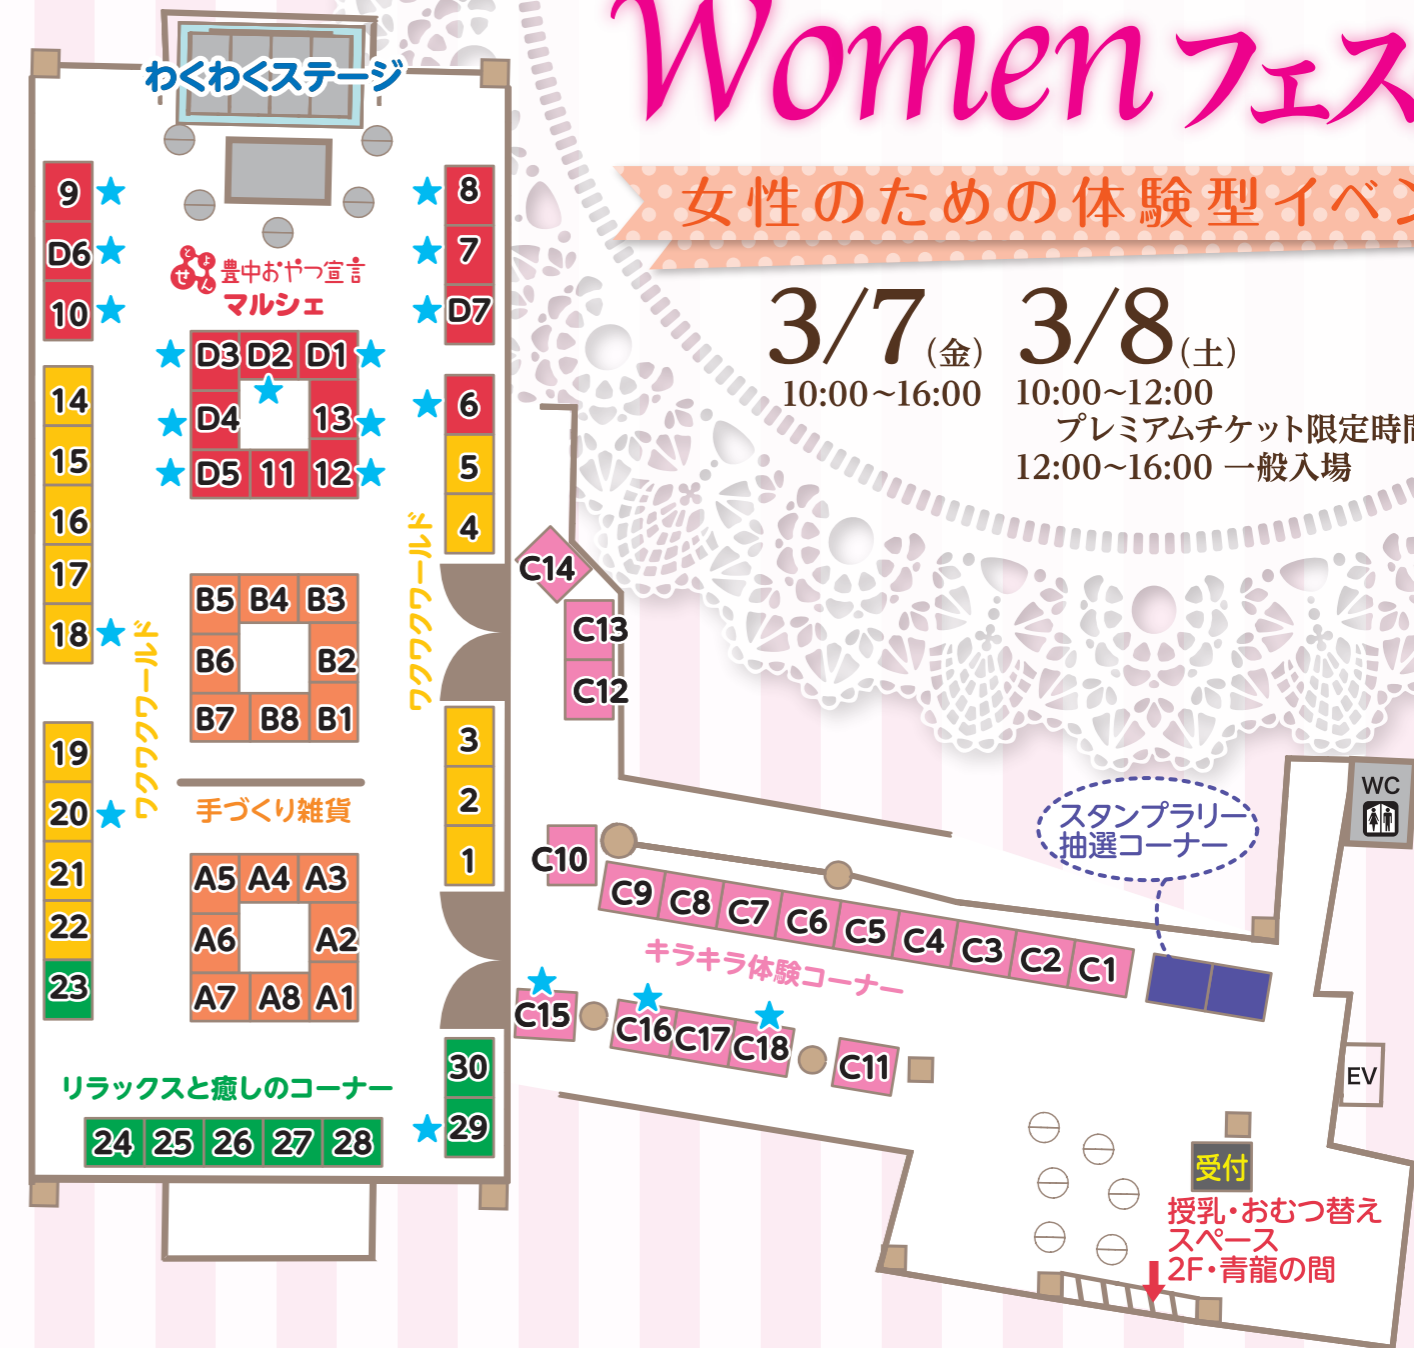 Womenフェス
女性のための体験型イベン
3/7(金) 3/8(土)
10:00~16:00 10:00~12:00
プレミアムチケット限定時間
12:00~16:00 一般入場
わくわくステージ
9
D6
10
8
7
D7
とよせん
豊中おやつ宣言
マルシェ
D3 D2 D1
D4 13
D5 11 12
14
15
16
17
18
6
5
4
ワクワクワールド
ワクワクワールド
B5 B4 B3
B6 B2
B7 B8 B1
手づくり雑貨
19
20
21
22
23
3
2
1
A5 A4 A3
A6 A2
A7 A8 A1
リラックスと癒しのコーナー
24 25 26 27 28
30
29
C14
C13
C12
C10
C9 C8 C7 C6 C5 C4 C3 C2 C1
キラキラ体験コーナー
C15 C16 C17 C18 C11
スタンプラリー
抽選コーナー
WC
EV
受付
授乳・おむつ替え
スペース
2F・青龍の間